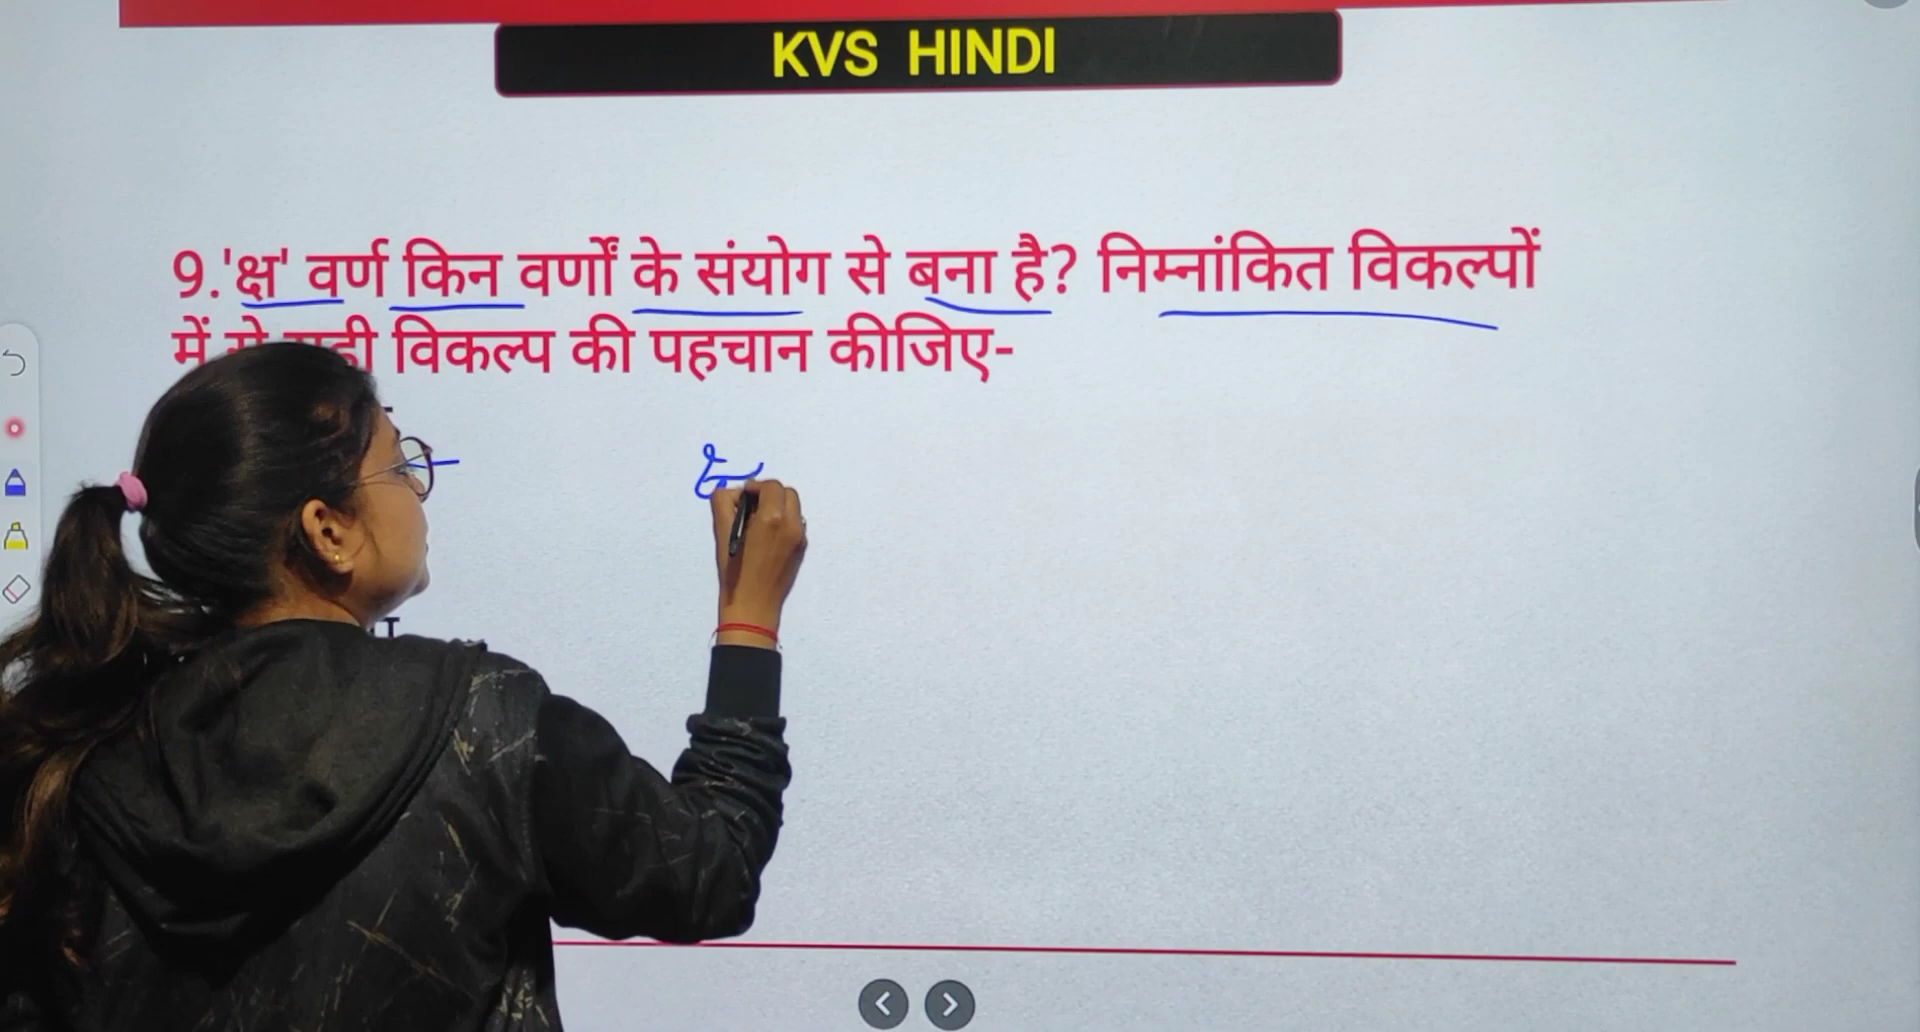 KVS HINDI
9.'क्ष' वर्ण किन वर्णों के संयोग से बना है? निम्नांकित विकल्पों
में से सही विकल्प की पहचान कीजिए-